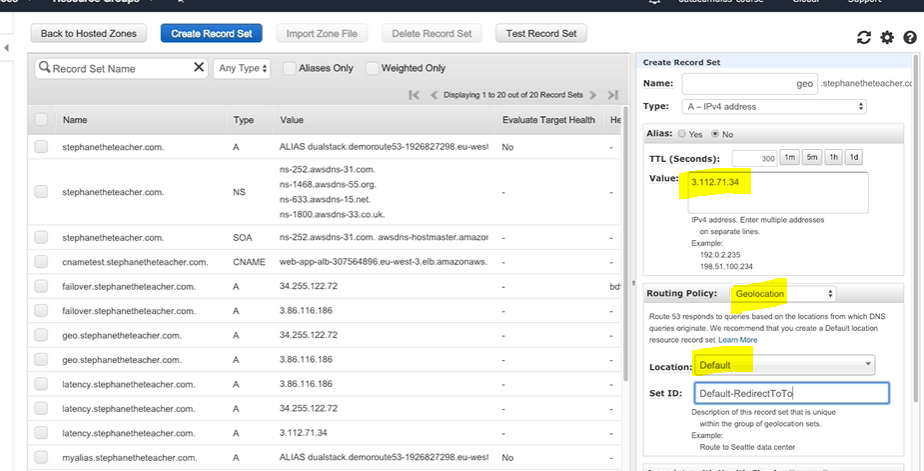 Resource Groups
datacumulus-course
Global
Support
Back to Hosted Zones
Create Record Set
Import Zone File
Delete Record Set
Test Record Set
Record Set Name
Any Type
Aliases Only
Weighted Only
Displaying 1 to 20 out of 20 Record Sets
Name Type Value Evaluate Target Health He
stephanetheteacher.com. A ALIAS dualstack.demoroute53-1926827298.eu-west No -
stephanetheteacher.com. NS
ns-252.awsdns-31.com.
ns-1468.awsdns-55.org.
ns-633.awsdns-15.net.
ns-1800.awsdns-33.co.uk.
- -
stephanetheteacher.com. SOA ns-252.awsdns-31.com. awsdns-hostmaster.amazor - -
cnametest.stephanetheteacher.com. CNAME web-app-alb-307564896.eu-west-3.elb.amazonaws. - -
failover.stephanetheteacher.com. A 34.255.122.72 - bd
failover.stephanetheteacher.com. A 3.86.116.186 - -
geo.stephanetheteacher.com. A 34.255.122.72 - -
geo.stephanetheteacher.com. A 3.86.116.186 - -
latency.stephanetheteacher.com. A 3.86.116.186 - -
latency.stephanetheteacher.com. A 34.255.122.72 - -
latency.stephanetheteacher.com. A 3.112.71.34 - -
myalias.stephanetheteacher.com. A ALIAS dualstack.demoroute53-1926827298.eu-west No -
Create Record Set
Name: geo .stephanetheteacher.cc
Type: A – IPv4 address
Alias: Yes No
TTL (Seconds): 300 1m 5m 1h 1d
Value: 3.112.71.34
IPv4 address. Enter multiple addresses
on separate lines.
Example:
192.0.2.235
198.51.100.234
Routing Policy: Geolocation
Route 53 responds to queries based on the locations from which DNS
queries originate. We recommend that you create a Default location
resource record set Learn More
Location: Default
Set ID: Default-RedirectToTo
Description of this record set that is unique
within the group of geolocation sets.
Example:
Route to Seattle data center